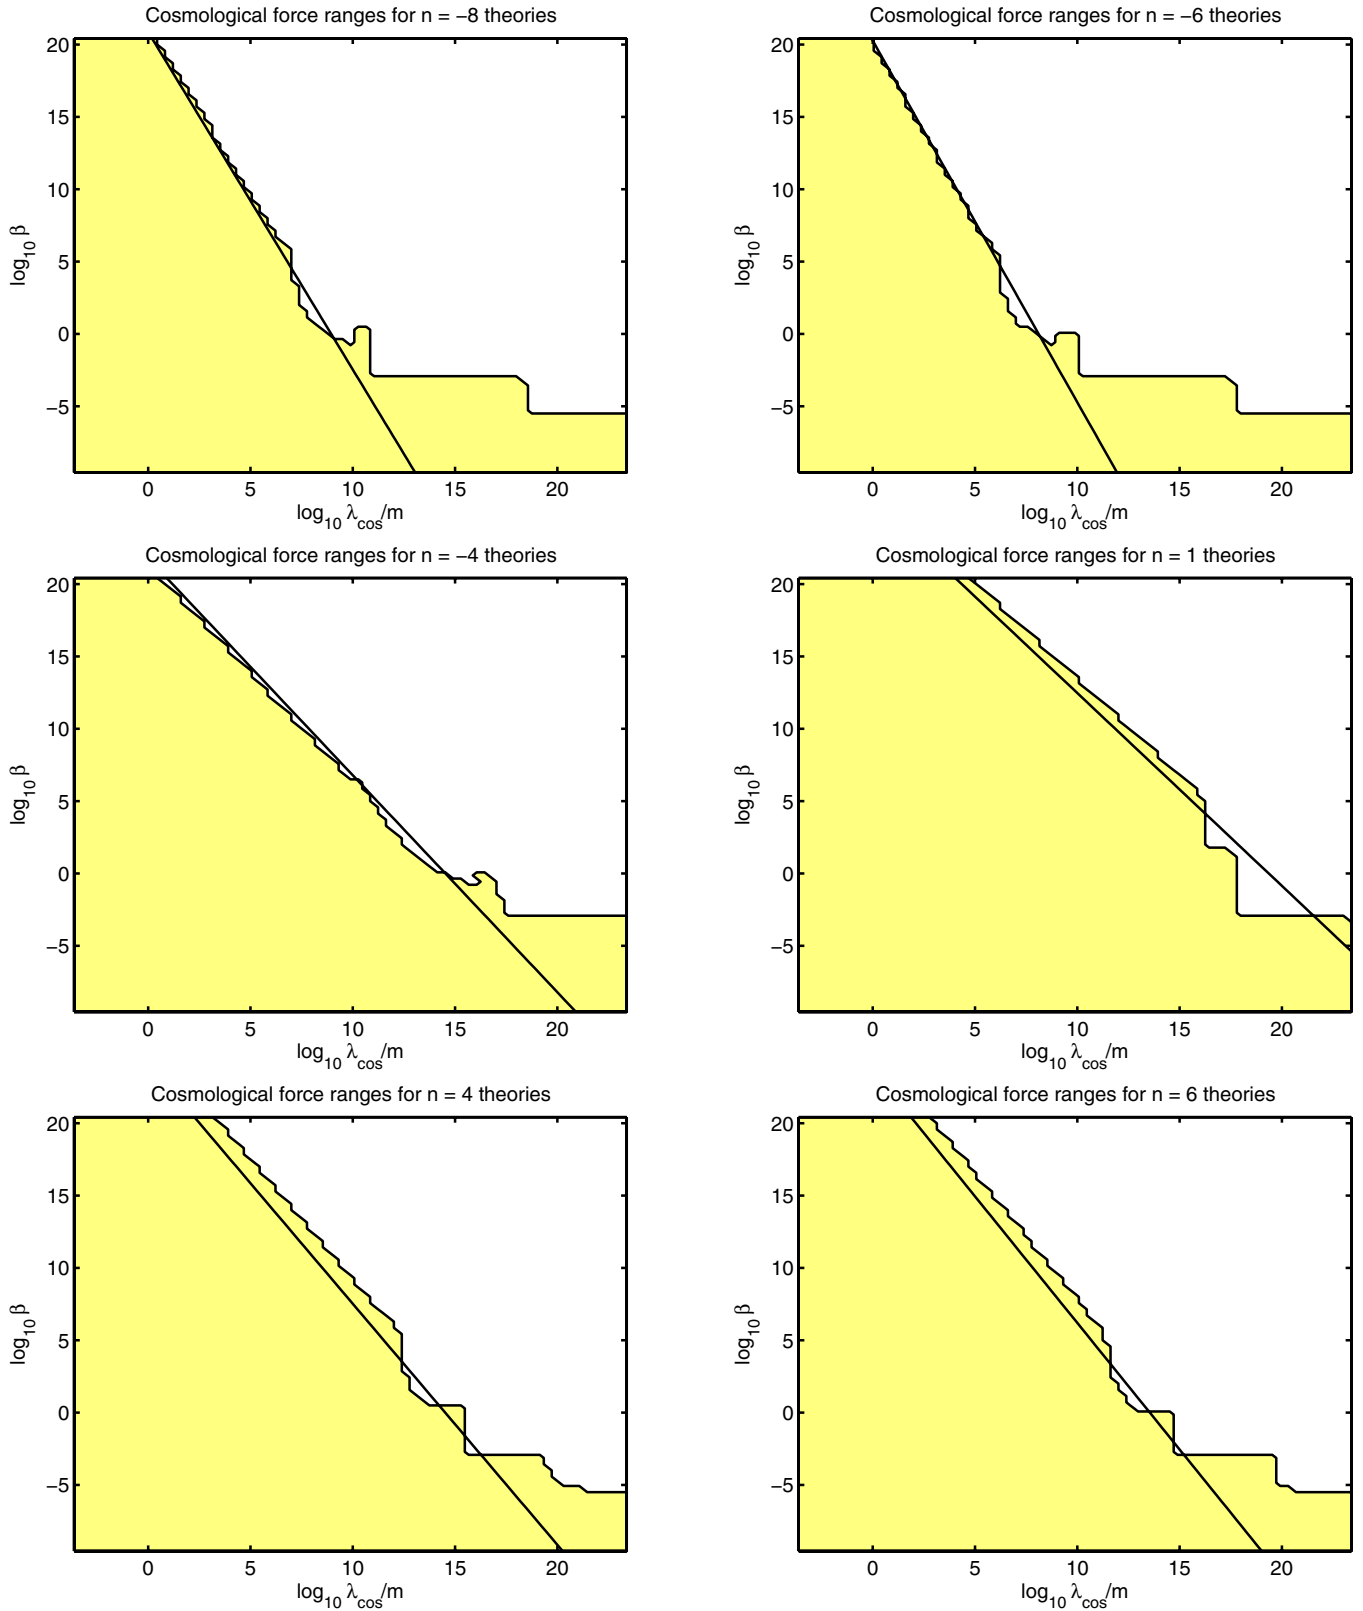 Cosmological force ranges for n = −8 theories
20
15
10
5
0
−5
log10 β
0 5 10 15 20
log10 λcos/m
Cosmological force ranges for n = −6 theories
20
15
10
5
0
−5
log10 β
0 5 10 15 20
log10 λcos/m
Cosmological force ranges for n = −4 theories
20
15
10
5
0
−5
log10 β
0 5 10 15 20
log10 λcos/m
Cosmological force ranges for n = 1 theories
20
15
10
5
0
−5
log10 β
0 5 10 15 20
log10 λcos/m
Cosmological force ranges for n = 4 theories
20
15
10
5
0
−5
log10 β
0 5 10 15 20
log10 λcos/m
Cosmological force ranges for n = 6 theories
20
15
10
5
0
−5
log10 β
0 5 10 15 20
log10 λcos/m